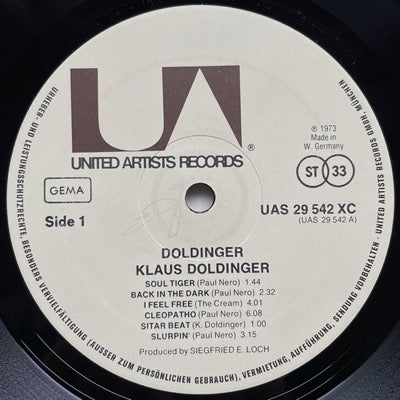 UA
UNITED ARTISTS RECORDS ®
℗ 1973
Made in
W. Germany
GEMA
ST 33
Side 1
UAS 29 542 XC
(UAS 29 542 A)
DOLDINGER
KLAUS DOLDINGER
SOUL TIGER (Paul Nero) 1.44
BACK IN THE DARK (Paul Nero) 2.32
I FEEL FREE (The Cream) 4.01
CLEOPATHO (Paul Nero) 6.08
SITAR BEAT (K. Doldinger) 1.00
SLURPIN' (Paul Nero) 3.15
Produced by SIEGFRIED E. LOCH
URHEBER- UND LEISTUNGSSCHUTZRECHTE, BESONDERS VERVIELFÄLTIGUNG (AUSSER ZUM PERSÖNLICHEN GEBRAUCH), VERMIETUNG, AUFFÜHRUNG, SENDUNG VORBEHALTEN. UNITED ARTISTS RECORDS GMBH, MÜNCHEN